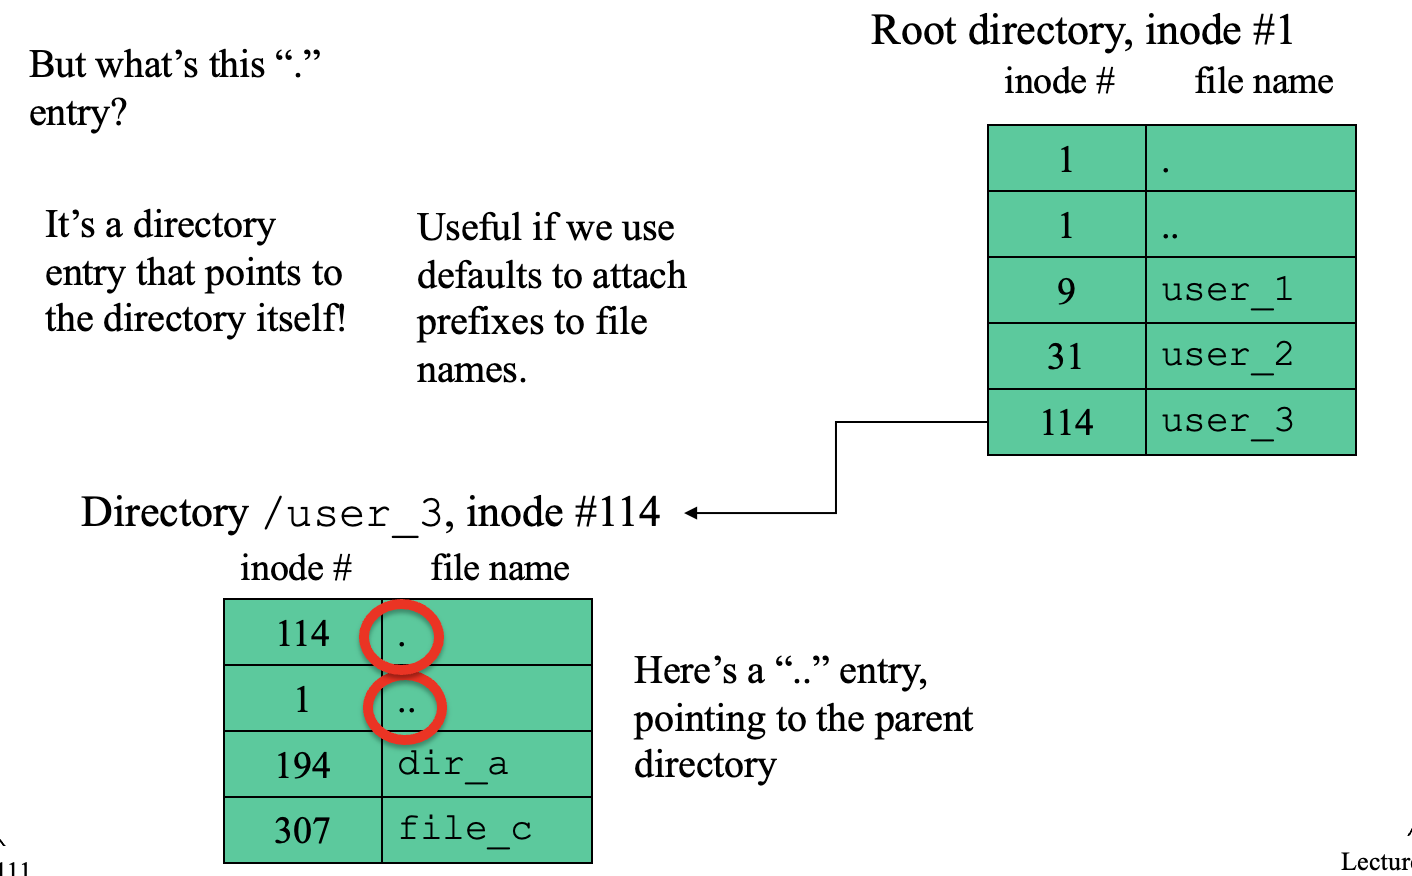 Root directory, inode #1
inode # file name
1 .
1 ..
9 user_1
31 user_2
114 user_3
But what's this “.”
entry?
It's a directory
entry that points to
the directory itself!
Useful if we use
defaults to attach
prefixes to file
names.
Directory /user_3, inode #114
inode # file name
114 .
1 ..
194 dir_a
307 file_c
Here's a “..” entry,
pointing to the parent
directory
111